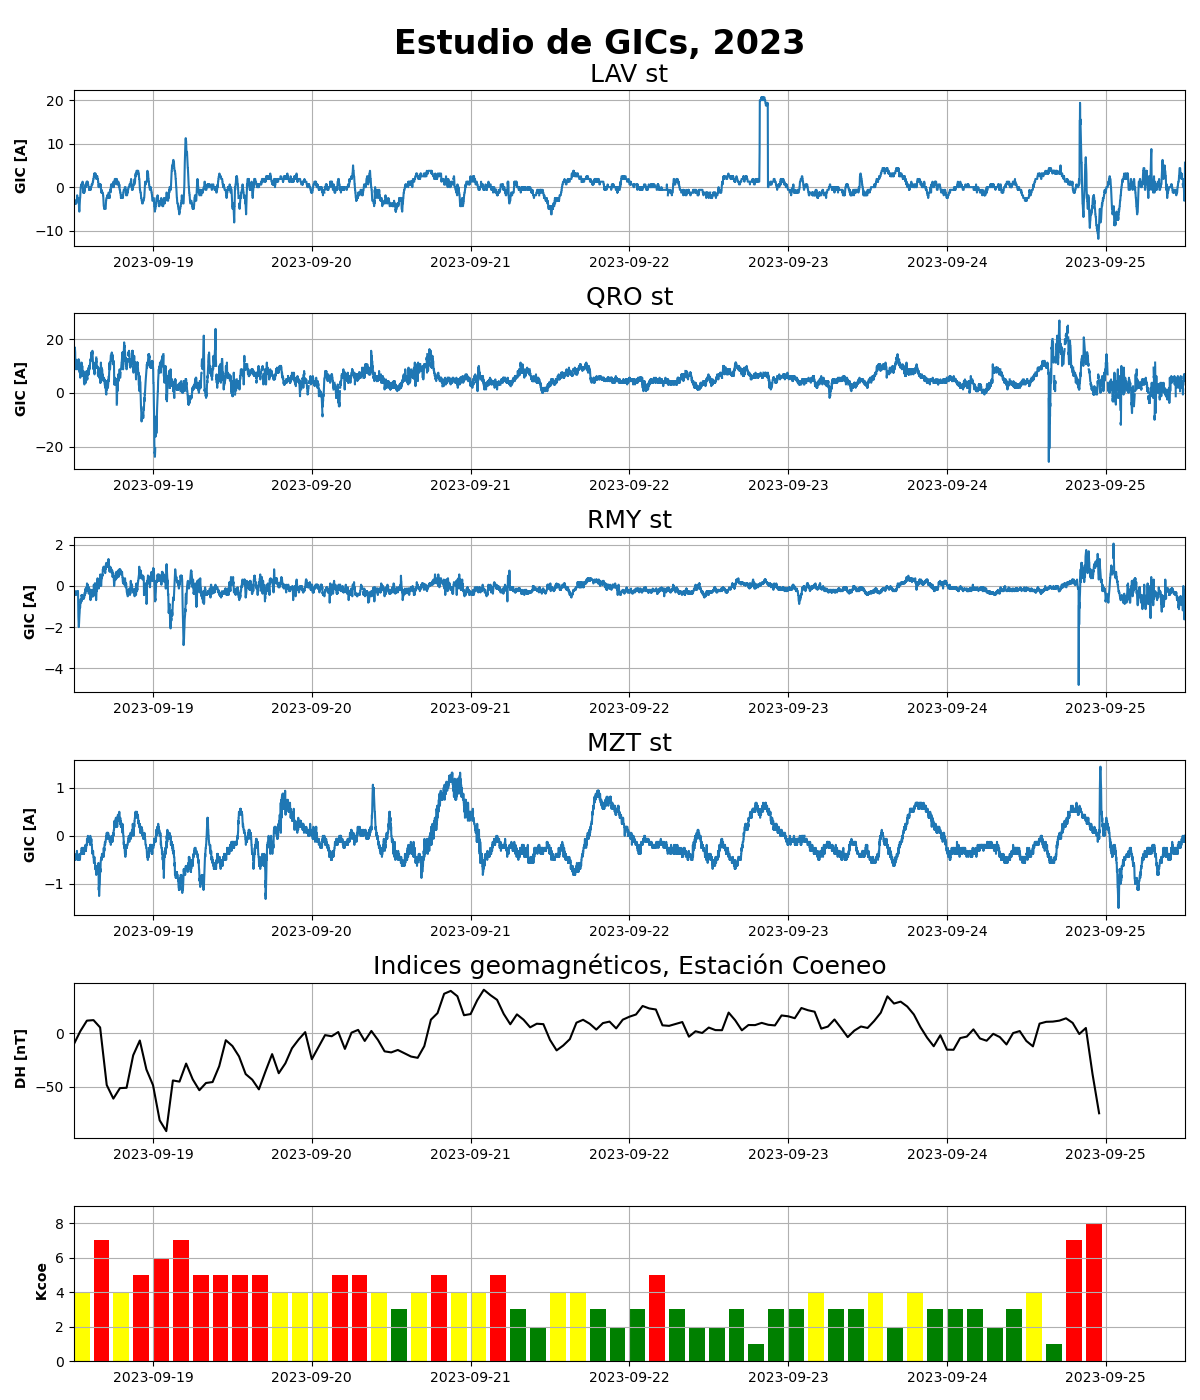 Estudio de GICs, 2023
LAV st
GIC [A]
20
10
0
−10
2023-09-19 2023-09-20 2023-09-21 2023-09-22 2023-09-23 2023-09-24 2023-09-25
QRO st
GIC [A]
20
0
−20
2023-09-19 2023-09-20 2023-09-21 2023-09-22 2023-09-23 2023-09-24 2023-09-25
RMY st
GIC [A]
2
0
−2
−4
2023-09-19 2023-09-20 2023-09-21 2023-09-22 2023-09-23 2023-09-24 2023-09-25
MZT st
GIC [A]
1
0
−1
2023-09-19 2023-09-20 2023-09-21 2023-09-22 2023-09-23 2023-09-24 2023-09-25
Indices geomagnéticos, Estación Coeneo
DH [nT]
0
−50
2023-09-19 2023-09-20 2023-09-21 2023-09-22 2023-09-23 2023-09-24 2023-09-25
Kcoe
8
6
4
2
0
2023-09-19 2023-09-20 2023-09-21 2023-09-22 2023-09-23 2023-09-24 2023-09-25